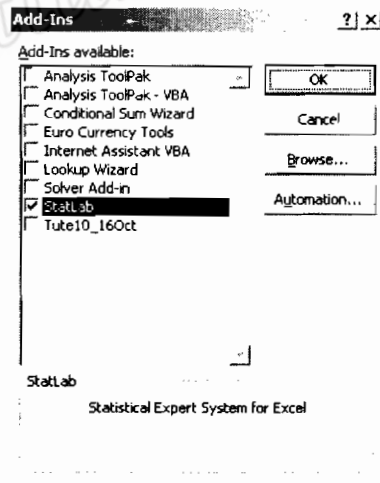 Add-Ins
? ×
Add-Ins available:
Analysis ToolPak
Analysis ToolPak - VBA
Conditional Sum Wizard
Euro Currency Tools
Internet Assistant VBA
Lookup Wizard
Solver Add-in
StatLab
Tute10_16Oct
OK
Cancel
Browse...
Automation...
StatLab
Statistical Expert System for Excel